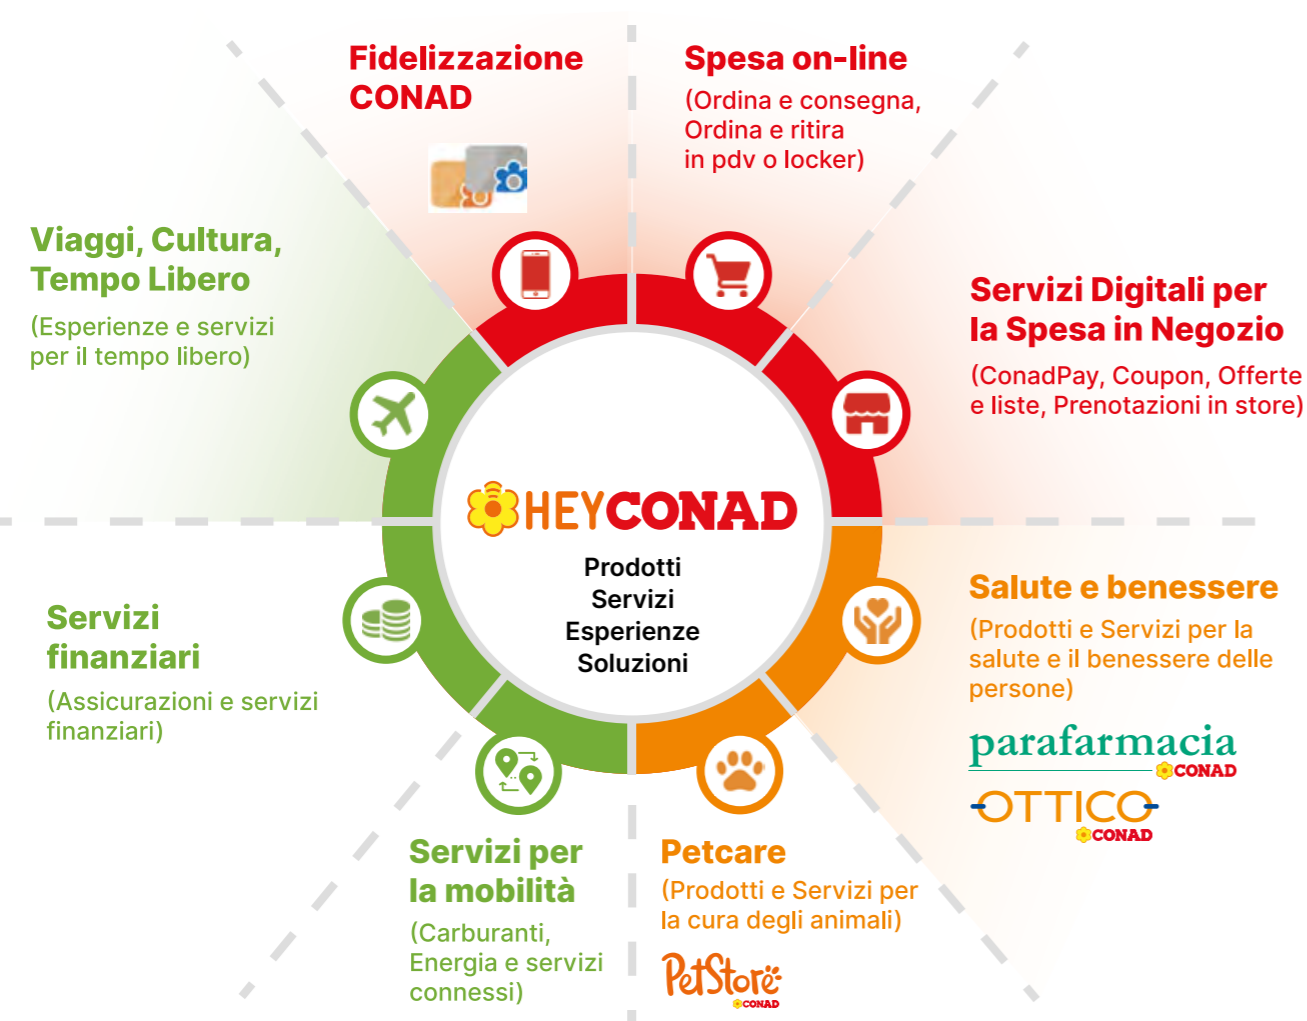 Fidelizzazione
CONAD
Spesa on-line
(Ordina e consegna,
Ordina e ritira
in pdv o locker)
Viaggi, Cultura,
Tempo Libero
(Esperienze e servizi
per il tempo libero)
Servizi Digitali per
la Spesa in Negozio
(ConadPay, Coupon, Offerte
e liste, Prenotazioni in store)
HEYCONAD
Prodotti
Servizi
Esperienze
Soluzioni
Servizi
finanziari
(Assicurazioni e servizi
finanziari)
Salute e benessere
(Prodotti e Servizi per la
salute e il benessere delle
persone)
parafarmacia
CONAD
OTTICO
CONAD
Servizi per
la mobilità
(Carburanti,
Energia e servizi
connessi)
Petcare
(Prodotti e Servizi per
la cura degli animali)
PetStore
CONAD